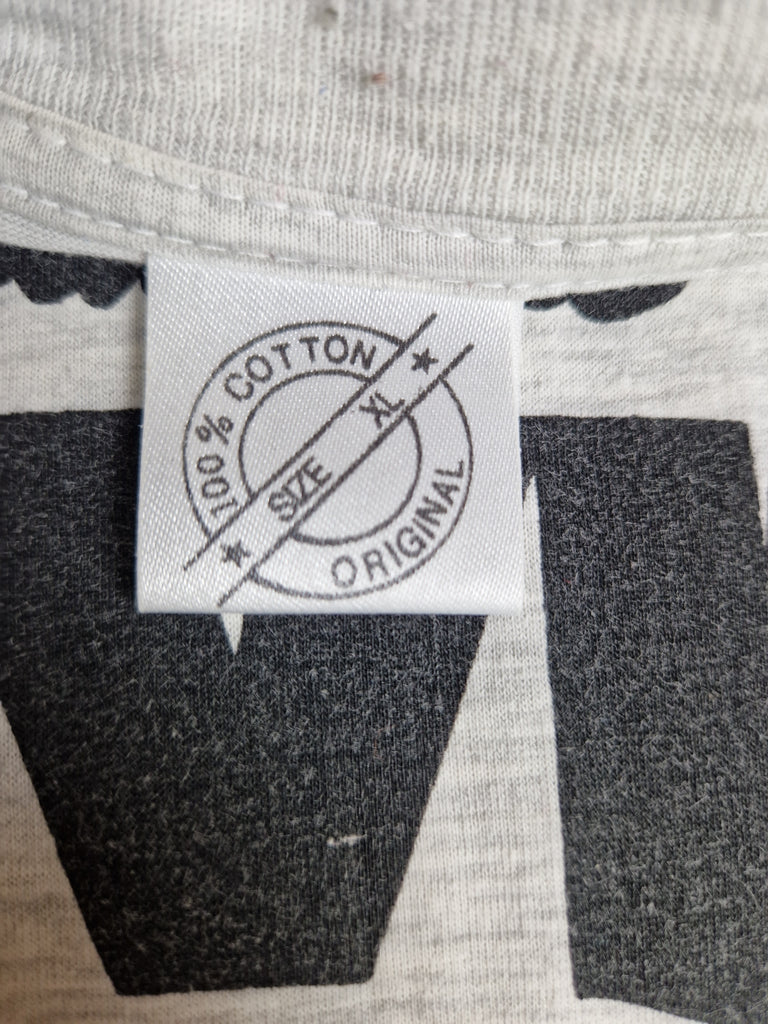 100 % COTTON
SIZE XL
ORIGINAL